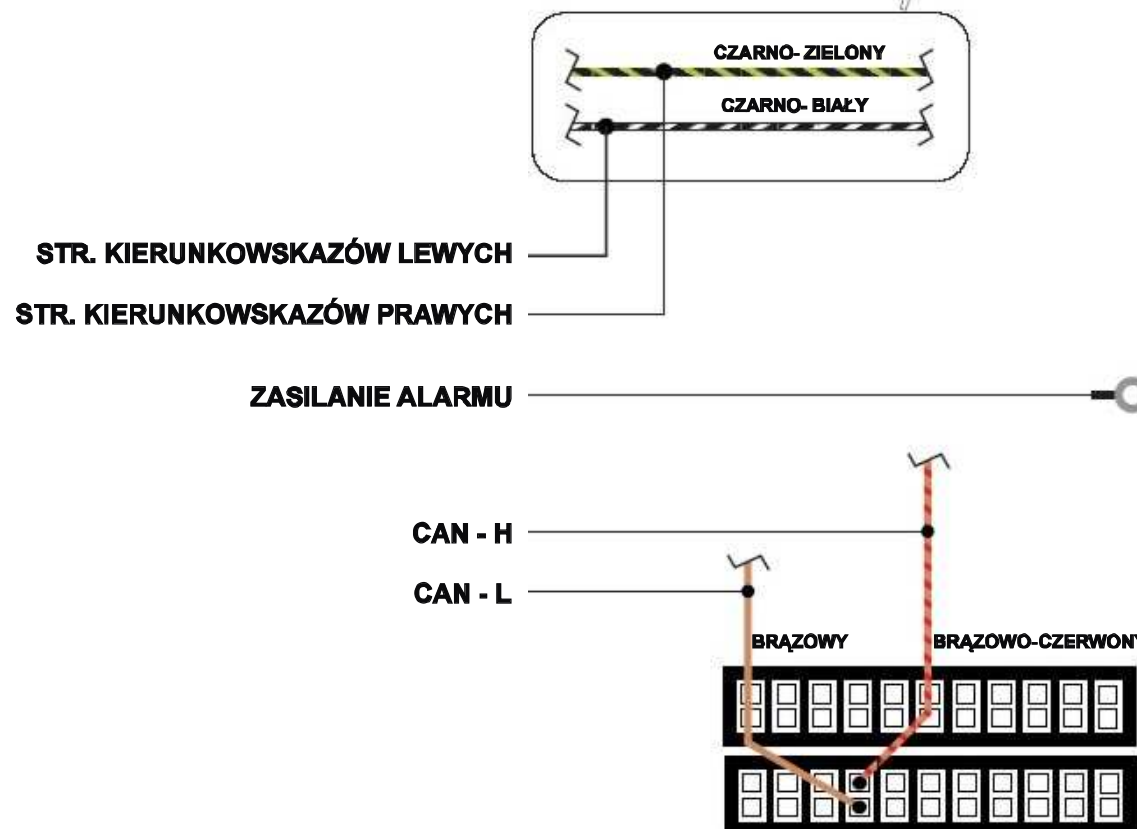 CZARNO- ZIELONY
CZARNO- BIAŁY
STR. KIERUNKOWSKAZÓW LEWYCH
STR. KIERUNKOWSKAZÓW PRAWYCH
ZASILANIE ALARMU
CAN - H
CAN - L
BRĄZOWY BRĄZOWO-CZERWONY